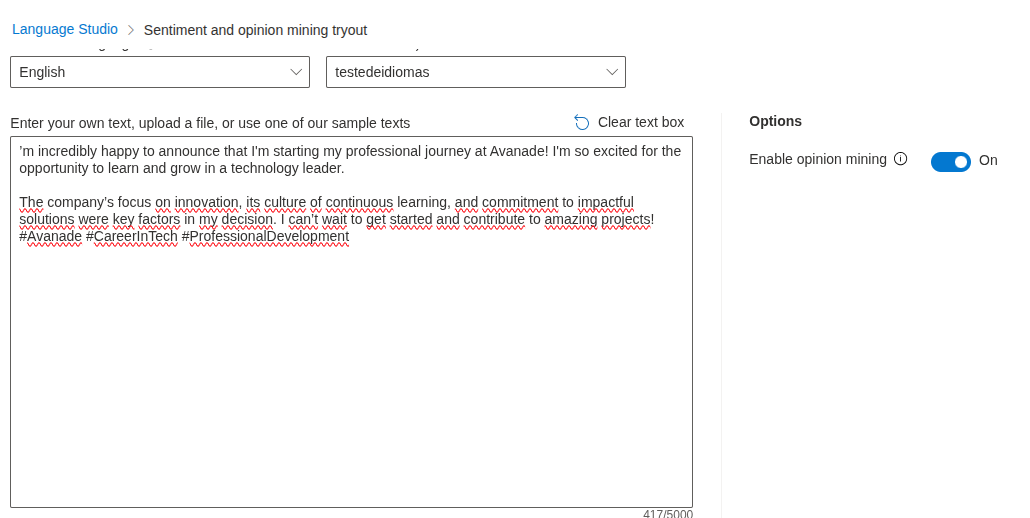 Language Studio > Sentiment and opinion mining tryout
English testedeidiomas
Enter your own text, upload a file, or use one of our sample texts Clear text box
'm incredibly happy to announce that I'm starting my professional journey at Avanade! I'm so excited for the
opportunity to learn and grow in a technology leader.
The company's focus on innovation, its culture of continuous learning, and commitment to impactful
solutions were key factors in my decision. I can't wait to get started and contribute to amazing projects!
#Avanade #CareerInTech #ProfessionalDevelopment
417/5000
Options
Enable opinion mining On